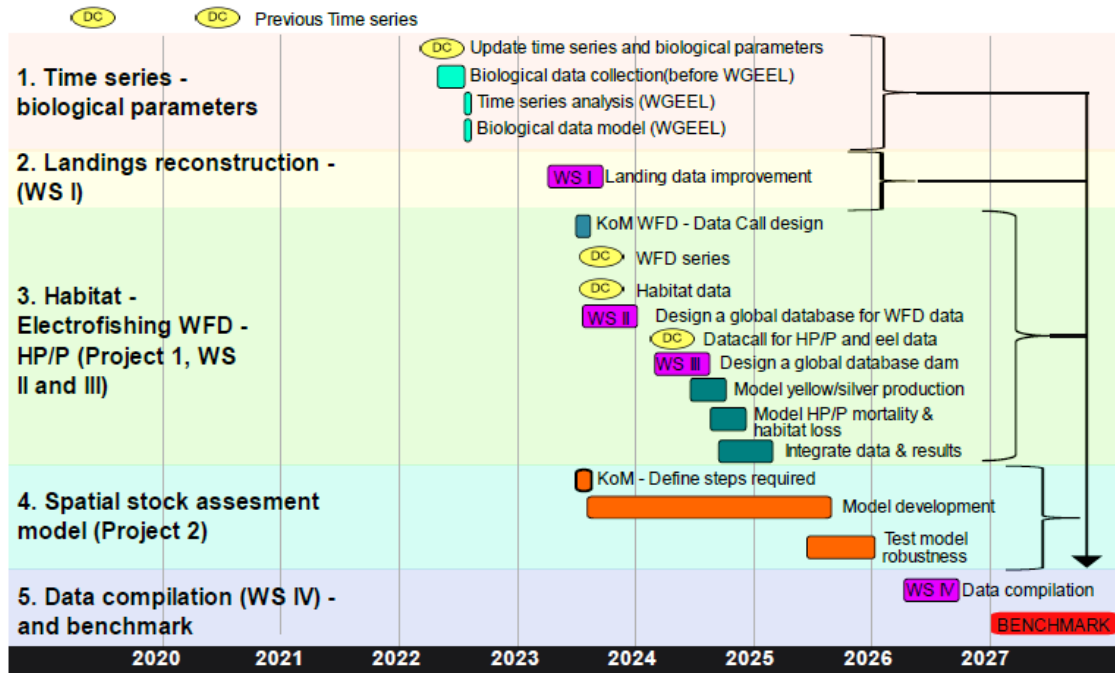 DC DC Previous Time series
1. Time series -
biological parameters
DC Update time series and biological parameters
Biological data collection(before WGEEL)
Time series analysis (WGEEL)
Biological data model (WGEEL)
2. Landings reconstruction -
(WS I)
WS I Landing data improvement
3. Habitat -
Electrofishing WFD -
HP/P (Project 1, WS
II and III)
KoM WFD - Data Call design
DC WFD series
DC Habitat data
WS II Design a global database for WFD data
DC Datacall for HP/P and eel data
WS III Design a global database dam
Model yellow/silver production
Model HP/P mortality &
habitat loss
Integrate data & results
4. Spatial stock assesment
model (Project 2)
KoM - Define steps required
Model development
Test model
robustness
5. Data compilation (WS IV) -
and benchmark
WS IV Data compilation
BENCHMARK
2020 2021 2022 2023 2024 2025 2026 2027